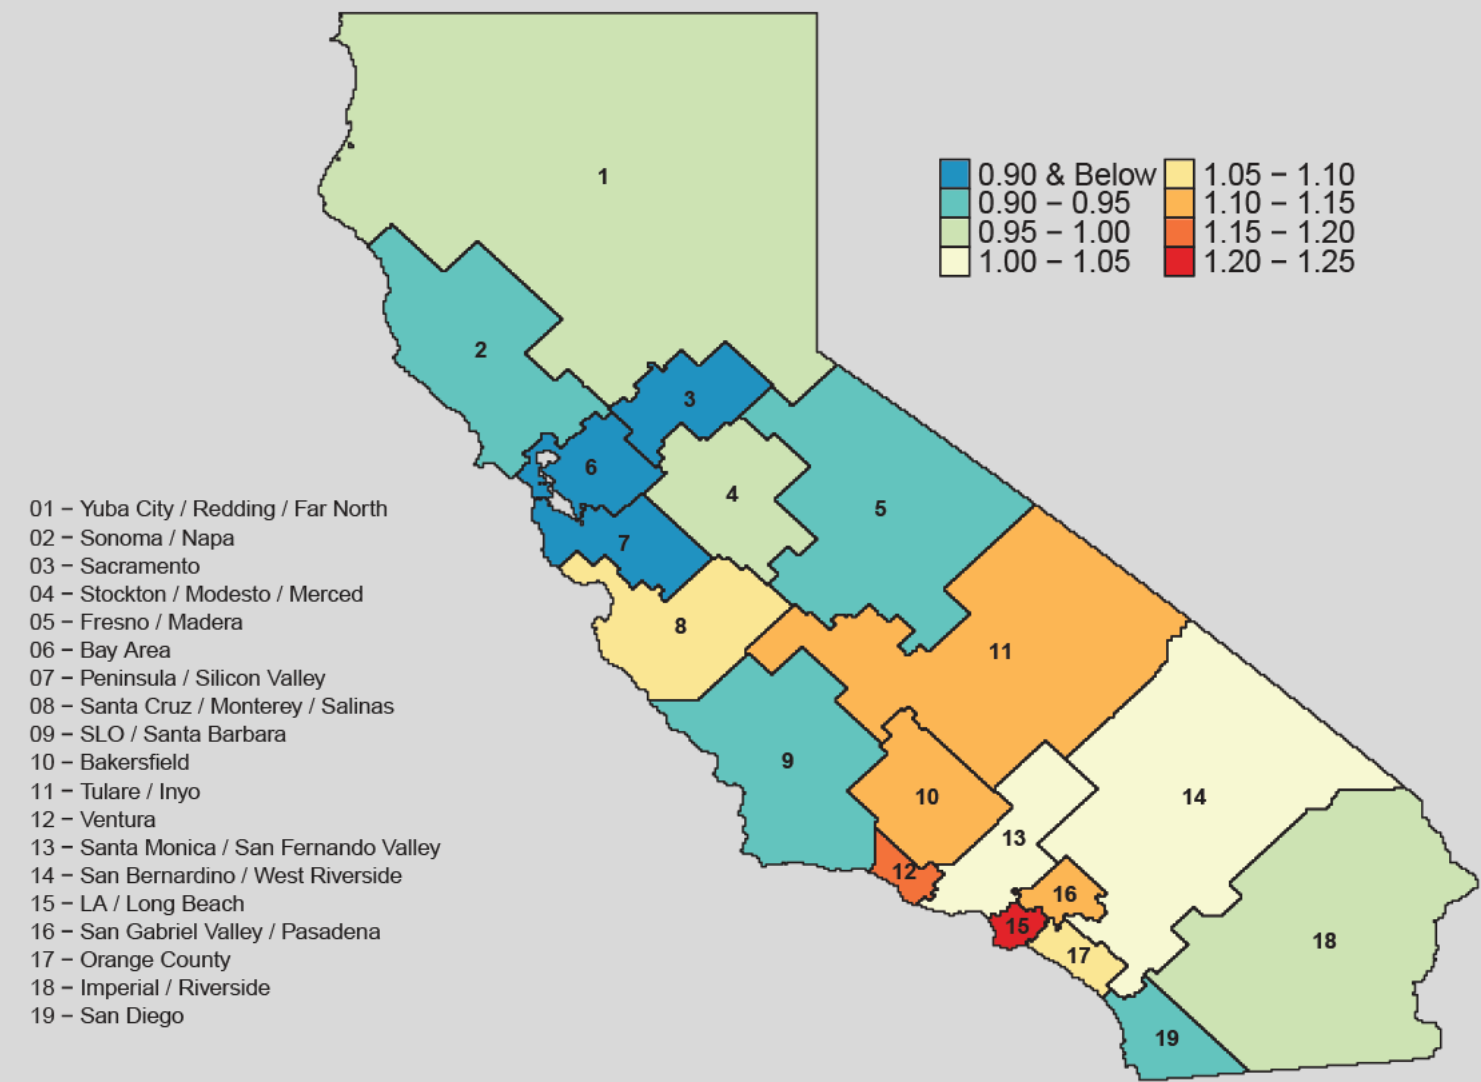 1
0.90 & Below
1.05 − 1.10
0.90 − 0.95
1.10 − 1.15
0.95 − 1.00
1.15 − 1.20
1.00 − 1.05
1.20 − 1.25
2
3
6
4
5
7
8
11
9
10
14
13
12
16
15
17
18
19
01 − Yuba City / Redding / Far North
02 − Sonoma / Napa
03 − Sacramento
04 − Stockton / Modesto / Merced
05 − Fresno / Madera
06 − Bay Area
07 − Peninsula / Silicon Valley
08 − Santa Cruz / Monterey / Salinas
09 − SLO / Santa Barbara
10 − Bakersfield
11 − Tulare / Inyo
12 − Ventura
13 − Santa Monica / San Fernando Valley
14 − San Bernardino / West Riverside
15 − LA / Long Beach
16 − San Gabriel Valley / Pasadena
17 − Orange County
18 − Imperial / Riverside
19 − San Diego